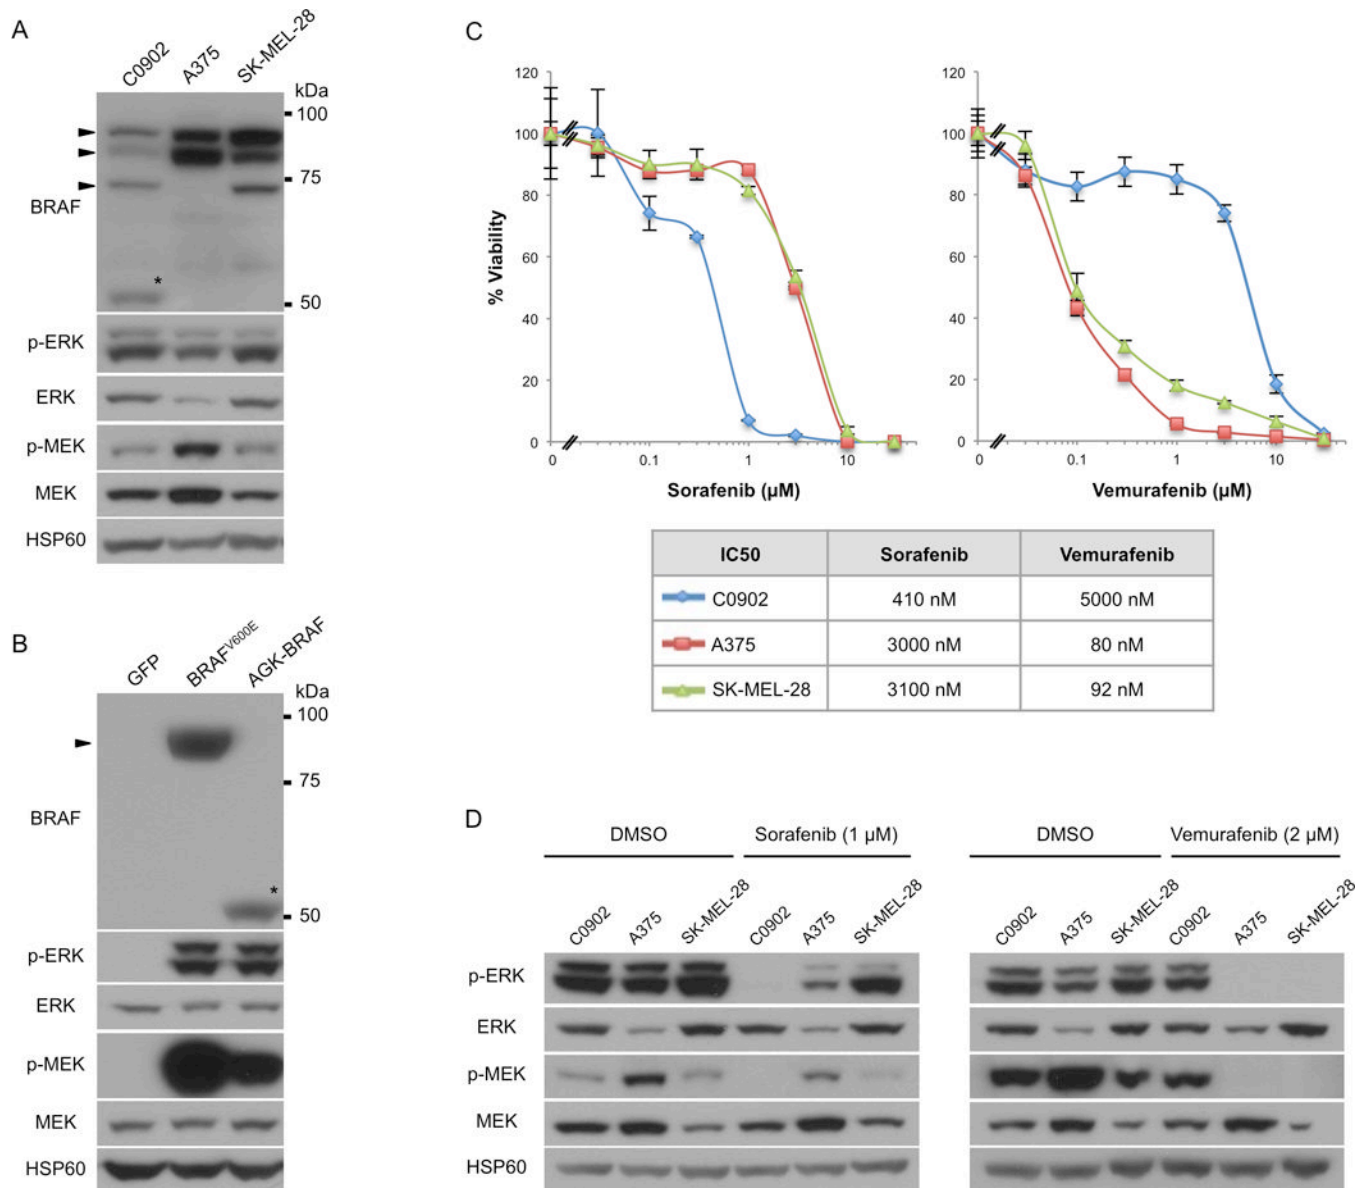 A
C0902 A375 SK-MEL-28
kDa
100
75
BRAF
*
50
p-ERK
ERK
p-MEK
MEK
HSP60
B
GFP BRAFV600E AGK-BRAF
kDa
100
75
BRAF
*
50
p-ERK
ERK
p-MEK
MEK
HSP60
C
% Viability
120
100
80
60
40
20
0
0 0.1 1 10
Sorafenib (µM)
120
100
80
60
40
20
0
0 0.1 1 10
Vemurafenib (µM)
IC50 Sorafenib Vemurafenib
C0902 410 nM 5000 nM
A375 3000 nM 80 nM
SK-MEL-28 3100 nM 92 nM
D
DMSO Sorafenib (1 µM) DMSO Vemurafenib (2 µM)
C0902 A375 SK-MEL-28 C0902 A375 SK-MEL-28 C0902 A375 SK-MEL-28 C0902 A375 SK-MEL-28
p-ERK
ERK
p-MEK
MEK
HSP60